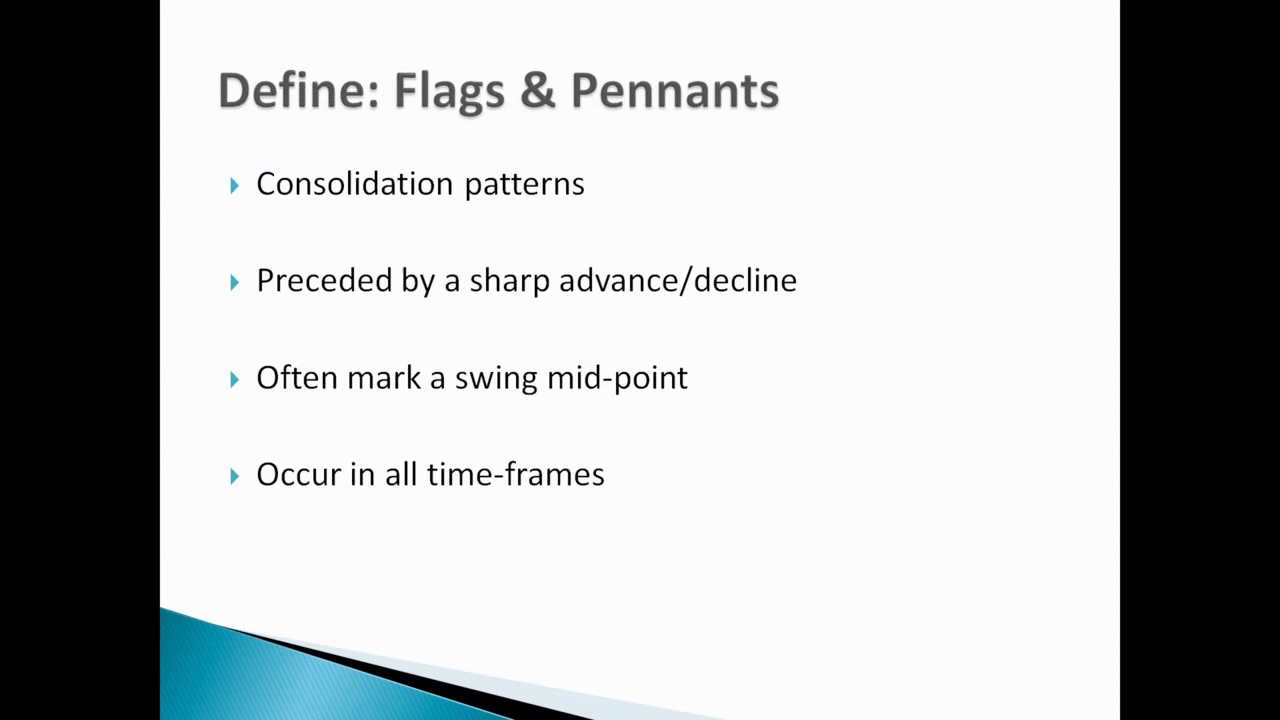 Define: Flags & Pennants
Consolidation patterns
Preceded by a sharp advance/decline
Often mark a swing mid-point
Occur in all time-frames